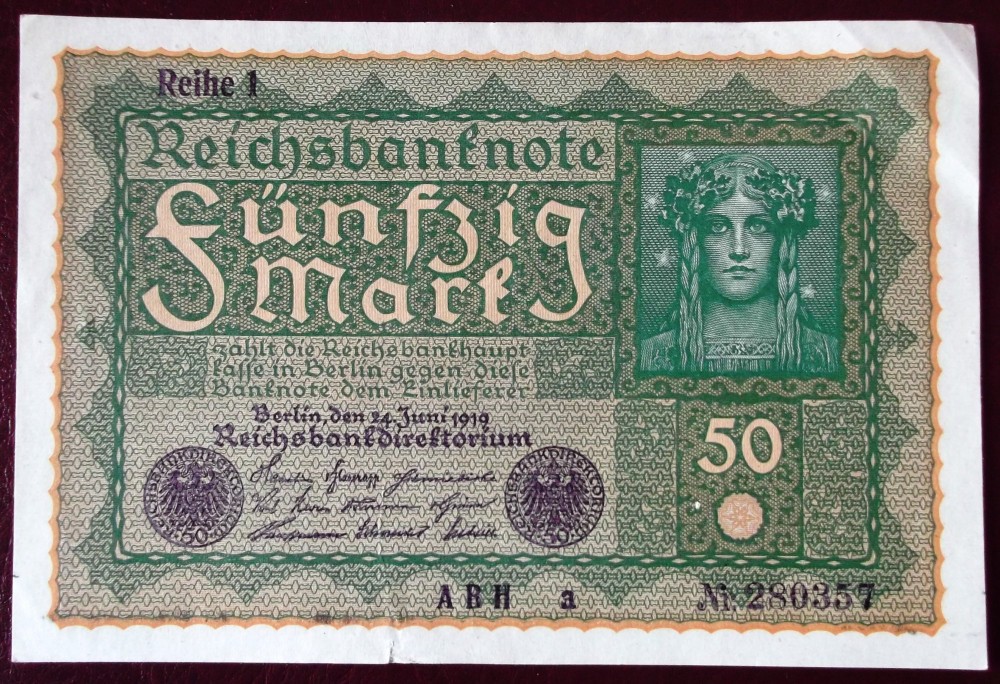 Reihe 1
Reichsbanknote
Fünfzig
Mark
zahlt die Reichsbankhaupt
kasse in Berlin gegen diese
Banknote dem Einlieferer
Berlin, den 24. Juni 1919
Reichsbankdirektorium
50
A B H a
№ 280357